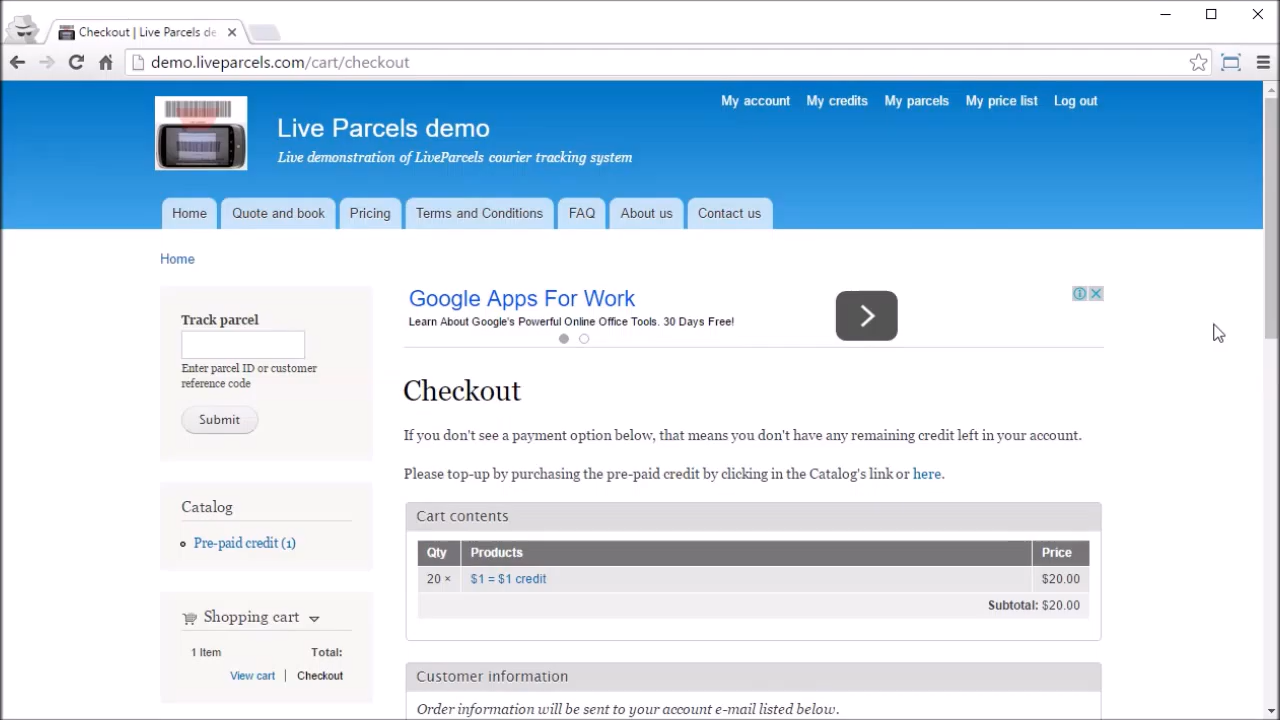 Checkout | Live Parcels de
demo.liveparcels.com/cart/checkout
My account My credits My parcels My price list Log out
Live Parcels demo
Live demonstration of LiveParcels courier tracking system
Home Quote and book Pricing Terms and Conditions FAQ About us Contact us
Home
Track parcel
Enter parcel ID or customer
reference code
Submit
Catalog
Pre-paid credit (1)
Shopping cart
1 Item Total:
View cart | Checkout
Google Apps For Work
Learn About Google's Powerful Online Office Tools. 30 Days Free!
Checkout
If you don't see a payment option below, that means you don't have any remaining credit left in your account.
Please top-up by purchasing the pre-paid credit by clicking in the Catalog's link or here.
Cart contents
Qty Products Price
20 × $1 = $1 credit $20.00
Subtotal: $20.00
Customer information
Order information will be sent to your account e-mail listed below.